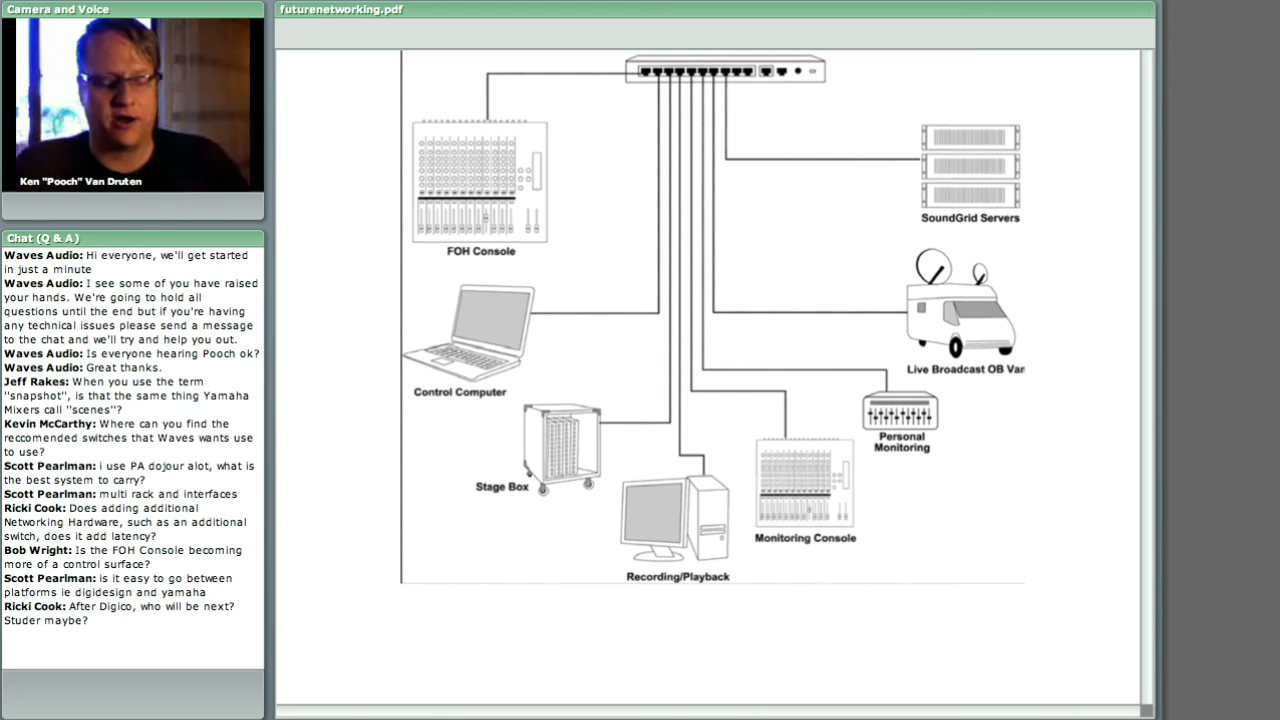 Camera and Voice
Ken "Pooch" Van Druten
Chat (Q & A)
Waves Audio: Hi everyone, we'll get started
in just a minute
Waves Audio: I see some of you have raised
your hands. We're going to hold all
questions until the end but if you're having
any technical issues please send a message
to the chat and we'll try and help you out.
Waves Audio: Is everyone hearing Pooch ok?
Waves Audio: Great thanks.
Jeff Rakes: When you use the term
"snapshot", is that the same thing Yamaha
Mixers call "scenes"?
Kevin McCarthy: Where can you find the
reccomended switches that Waves wants use
to use?
Scott Pearlman: i use PA dojour alot, what is
the best system to carry?
Scott Pearlman: multi rack and interfaces
Ricki Cook: Does adding additional
Networking Hardware, such as an additional
switch, does it add latency?
Bob Wright: Is the FOH Console becoming
more of a control surface?
Scott Pearlman: is it easy to go between
platforms ie digidesign and yamaha
Ricki Cook: After Digico, who will be next?
Studer maybe?
futurenetworking.pdf
FOH Console
SoundGrid Servers
Control Computer
Live Broadcast OB Van
Personal
Monitoring
Stage Box
Monitoring Console
Recording/Playback